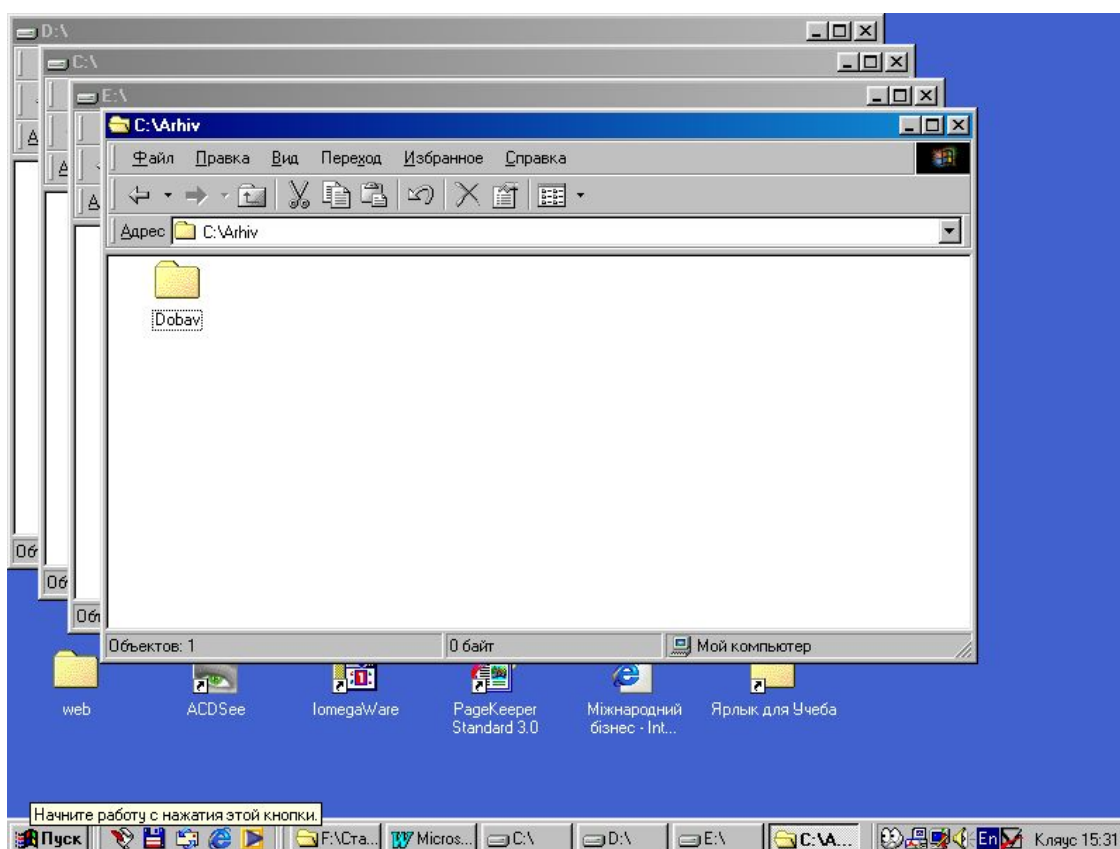 D:\
C:\
E:\
C:\Arhiv
Файл Правка Вид Переход Избранное Справка
Адрес C:\Arhiv
Dobav
Объектов: 1 0 байт Мой компьютер
web ACDSee IomegaWare PageKeeper Standard 3.0 Міжнародний бізнес - Int... Ярлык для Учеба
Начните работу с нажатия этой кнопки.
Пуск F:\Ста... Micros... C:\ D:\ E:\ C:\A... En Кляус 15:31